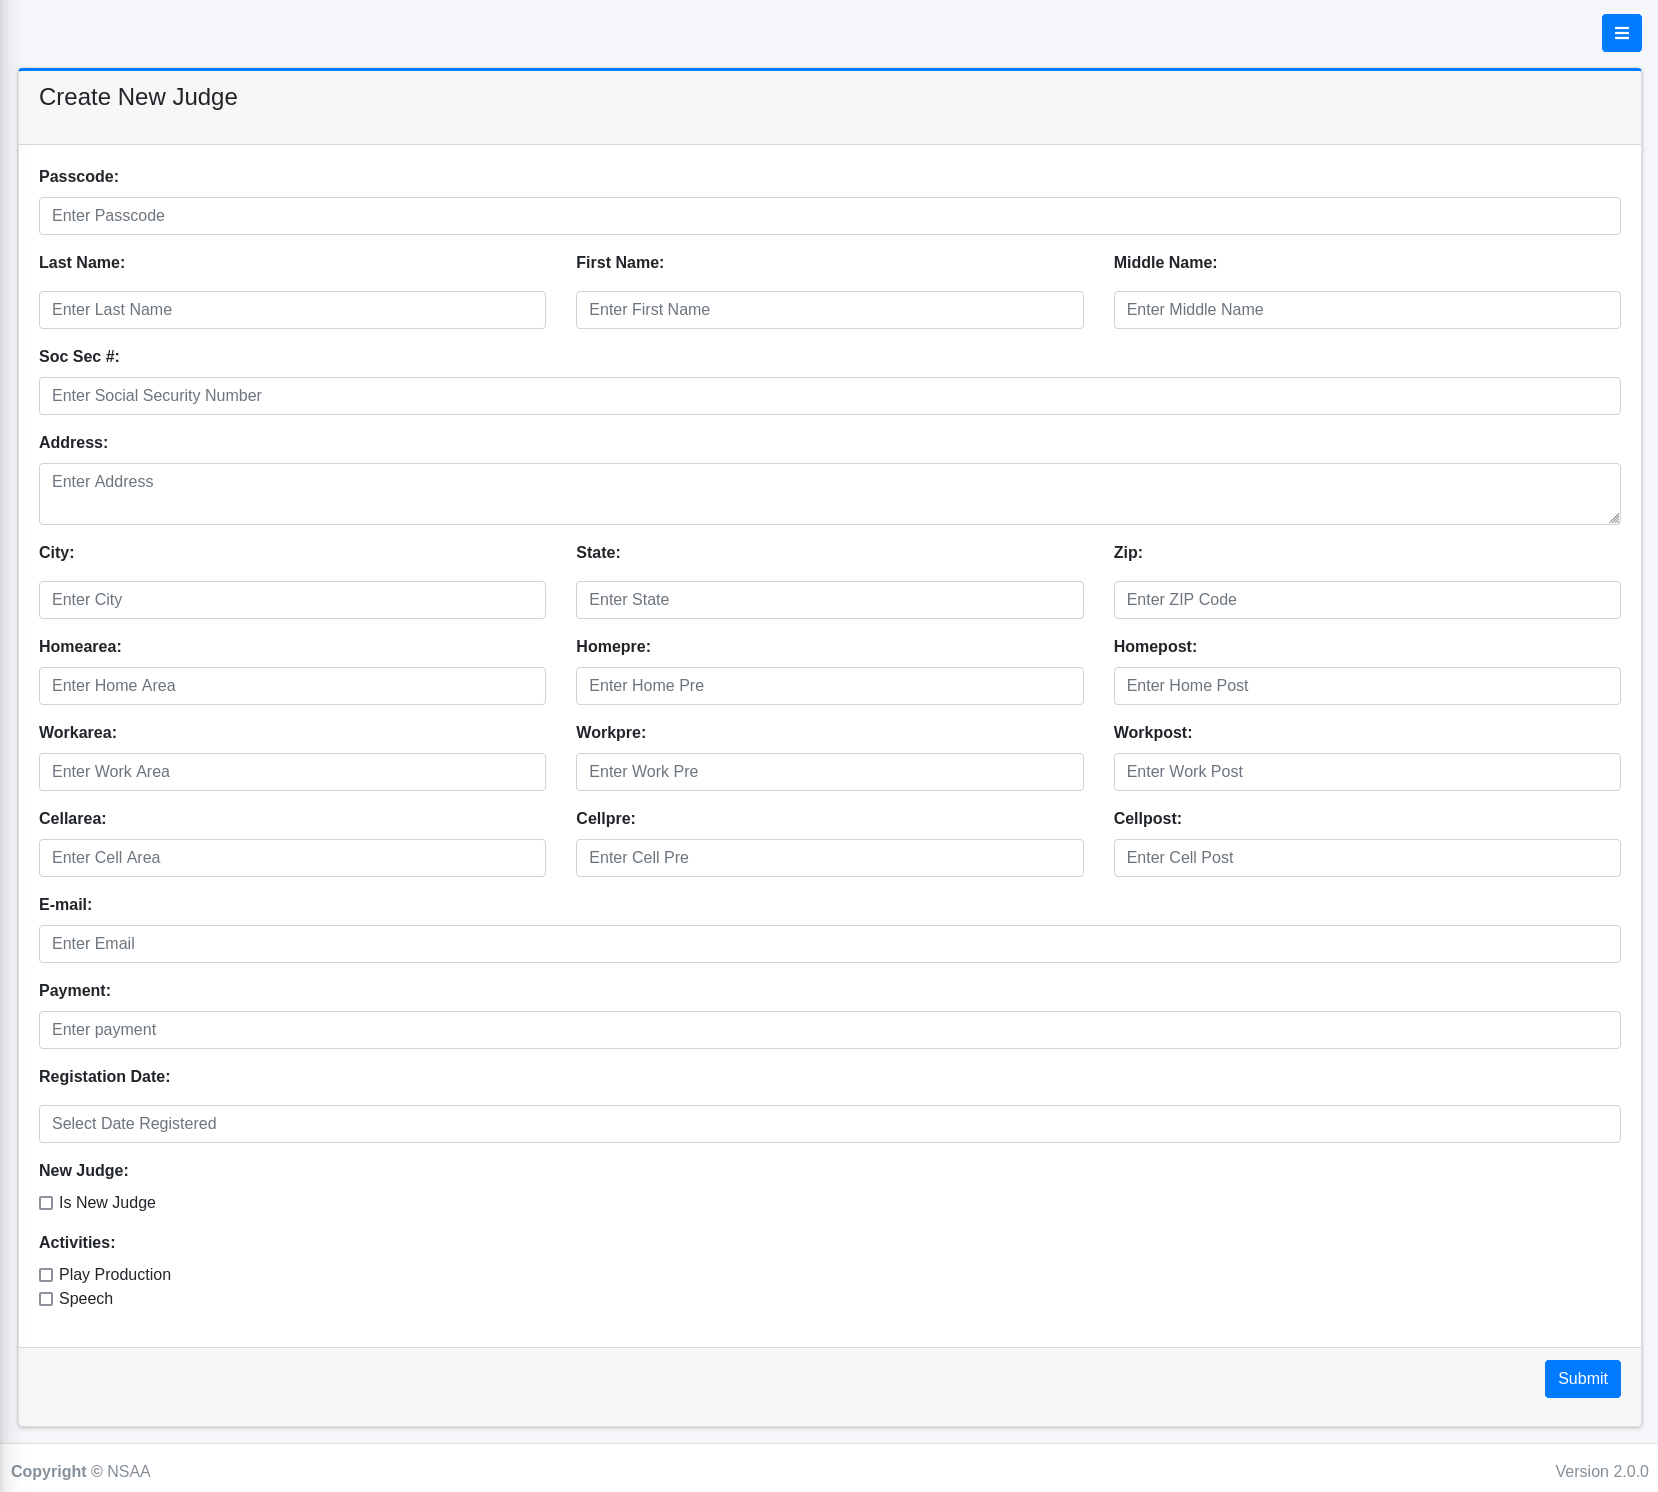 Create New Judge
Passcode:
Enter Passcode
Last Name: First Name: Middle Name:
Enter Last Name Enter First Name Enter Middle Name
Soc Sec #:
Enter Social Security Number
Address:
Enter Address
City: State: Zip:
Enter City Enter State Enter ZIP Code
Homearea: Homepre: Homepost:
Enter Home Area Enter Home Pre Enter Home Post
Workarea: Workpre: Workpost:
Enter Work Area Enter Work Pre Enter Work Post
Cellarea: Cellpre: Cellpost:
Enter Cell Area Enter Cell Pre Enter Cell Post
E-mail:
Enter Email
Payment:
Enter payment
Registation Date:
Select Date Registered
New Judge:
Is New Judge
Activities:
Play Production
Speech
Submit
Copyright © NSAA Version 2.0.0